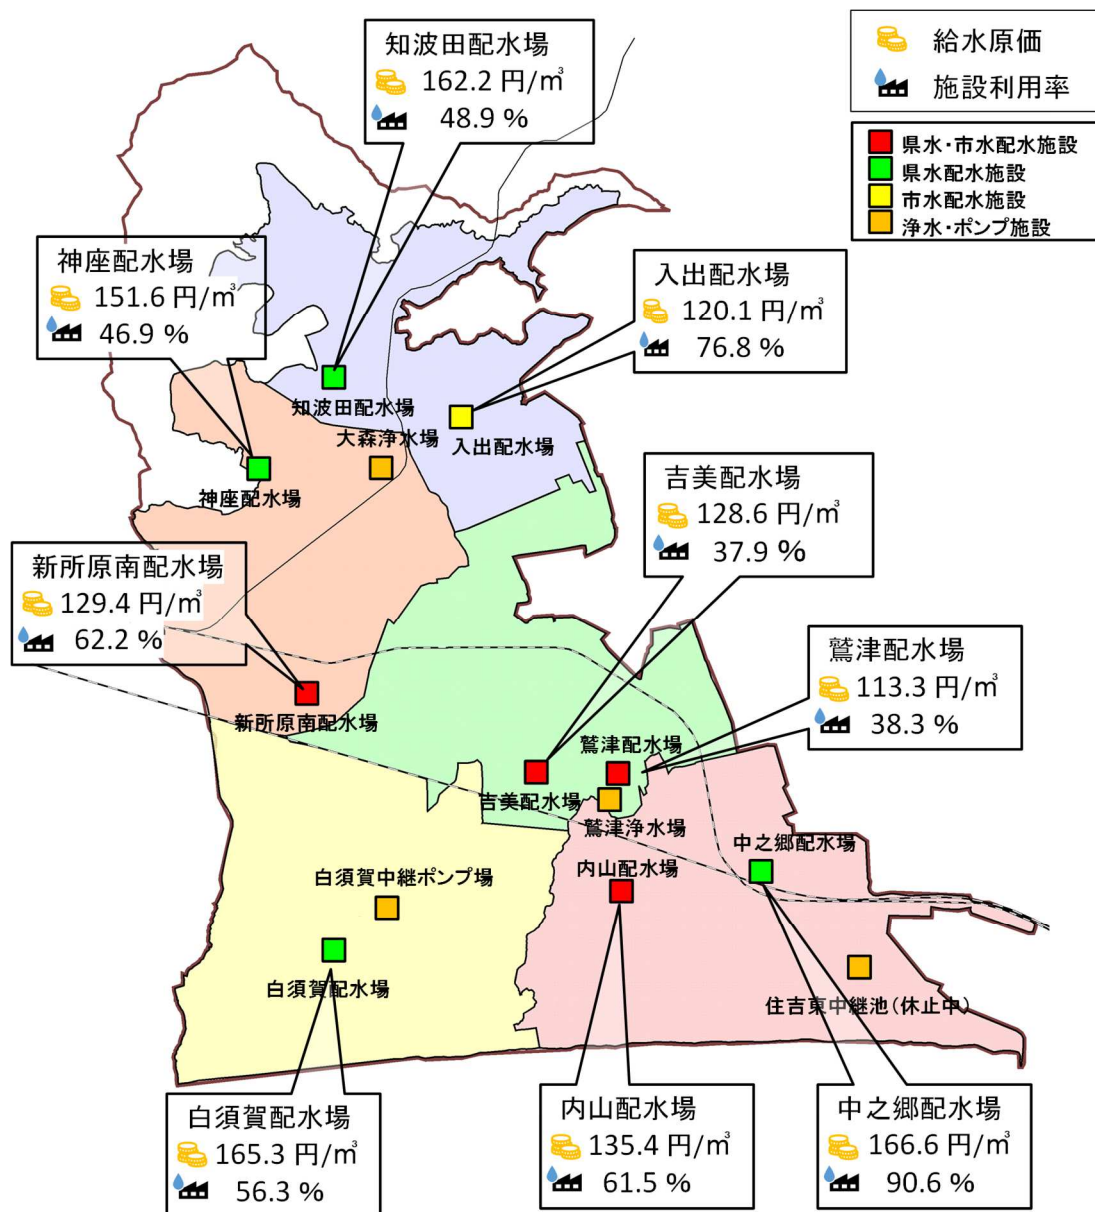 知波田配水場
162.2 円/㎥
48.9 %
給水原価
施設利用率
県水・市水配水施設
県水配水施設
市水配水施設
浄水・ポンプ施設
神座配水場
151.6 円/㎥
46.9 %
入出配水場
120.1 円/㎥
76.8 %
知波田配水場
大森浄水場
入出配水場
神座配水場
吉美配水場
128.6 円/㎥
37.9 %
新所原南配水場
129.4 円/㎥
62.2 %
鷲津配水場
113.3 円/㎥
38.3 %
新所原南配水場
鷲津配水場
吉美配水場
鷲津浄水場
中之郷配水場
内山配水場
白須賀中継ポンプ場
白須賀配水場
住吉東中継池(休止中)
白須賀配水場
165.3 円/㎥
56.3 %
内山配水場
135.4 円/㎥
61.5 %
中之郷配水場
166.6 円/㎥
90.6 %